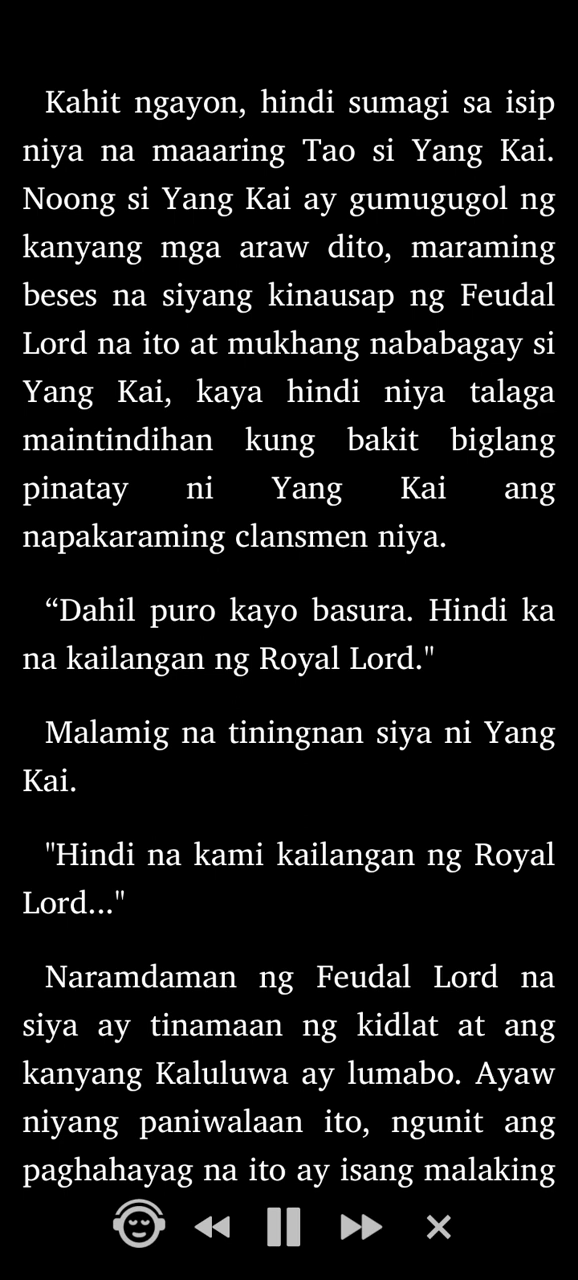 Kahit ngayon, hindi sumagi sa isip
niya na maaaring Tao si Yang Kai.
Noong si Yang Kai ay gumugugol ng
kanyang mga araw dito, maraming
beses na siyang kinausap ng Feudal
Lord na ito at mukhang nababagay si
Yang Kai, kaya hindi niya talaga
maintindihan kung bakit biglang
pinatay ni Yang Kai ang
napakaraming clansmen niya.
“Dahil puro kayo basura. Hindi ka
na kailangan ng Royal Lord."
Malamig na tiningnan siya ni Yang
Kai.
"Hindi na kami kailangan ng Royal
Lord..."
Naramdaman ng Feudal Lord na
siya ay tinamaan ng kidlat at ang
kanyang Kaluluwa ay lumabo. Ayaw
niyang paniwalaan ito, ngunit ang
paghahayag na ito ay isang malaking